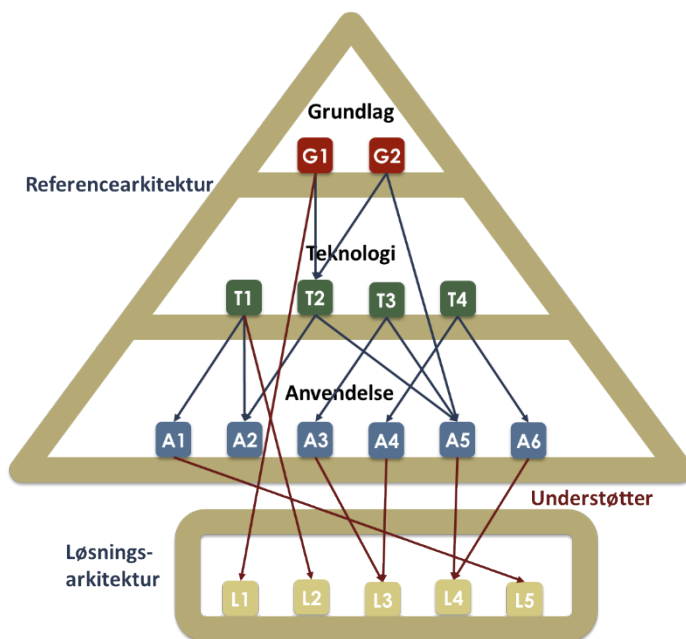 Grundlag
G1 G2
Referencearkitektur
Teknologi
T1 T2 T3 T4
Anvendelse
A1 A2 A3 A4 A5 A6
Understøtter
Løsnings-
arkitektur
L1 L2 L3 L4 L5